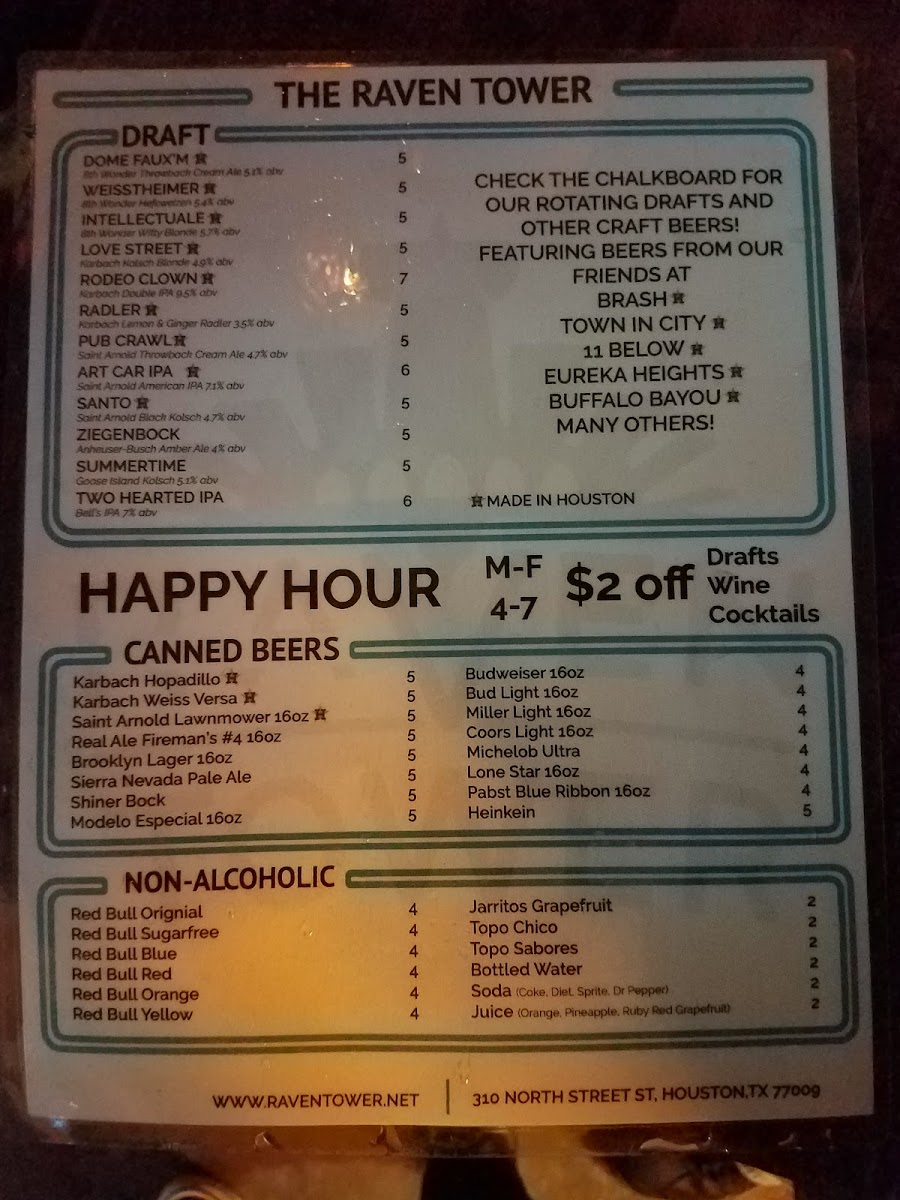 THE RAVEN TOWER
DRAFT
DOME FAUX'M 5
8th Wonder Throwback Cream Ale 5.1% abv
WEISSTHEIMER 5
8th Wonder Hefeweizen 5.4% abv
INTELLECTUALE 5
8th Wonder Witty Blonde 5.7% abv
LOVE STREET 5
Karbach Kolsch Blonde 4.9% abv
RODEO CLOWN 7
Karbach Double IPA 9.5% abv
RADLER 5
Karbach Lemon & Ginger Radler 3.5% abv
PUB CRAWL 5
Saint Arnold Throwback Cream Ale 4.7% abv
ART CAR IPA 6
Saint Arnold American IPA 7.1% abv
SANTO 5
Saint Arnold Black Kolsch 4.7% abv
ZIEGENBOCK 5
Anheuser-Busch Amber Ale 4% abv
SUMMERTIME 5
Goose Island Kolsch 5.1% abv
TWO HEARTED IPA 6
Bell's IPA 7% abv
CHECK THE CHALKBOARD FOR
OUR ROTATING DRAFTS AND
OTHER CRAFT BEERS!
FEATURING BEERS FROM OUR
FRIENDS AT
BRASH
TOWN IN CITY
11 BELOW
EUREKA HEIGHTS
BUFFALO BAYOU
MANY OTHERS!
MADE IN HOUSTON
HAPPY HOUR
M-F
4-7
$2 off
Drafts
Wine
Cocktails
CANNED BEERS
Karbach Hopadillo 5
Karbach Weiss Versa 5
Saint Arnold Lawnmower 16oz 5
Real Ale Fireman's #4 16oz 5
Brooklyn Lager 16oz 5
Sierra Nevada Pale Ale 5
Shiner Bock 5
Modelo Especial 16oz 5
Budweiser 16oz 4
Bud Light 16oz 4
Miller Light 16oz 4
Coors Light 16oz 4
Michelob Ultra 4
Lone Star 16oz 4
Pabst Blue Ribbon 16oz 4
Heinkein 5
NON-ALCOHOLIC
Red Bull Orignial 4
Red Bull Sugarfree 4
Red Bull Blue 4
Red Bull Red 4
Red Bull Orange 4
Red Bull Yellow 4
Jarritos Grapefruit 2
Topo Chico 2
Topo Sabores 2
Bottled Water 2
Soda (Coke, Diet, Sprite, Dr Pepper) 2
Juice (Orange, Pineapple, Ruby Red Grapefruit) 2
WWW.RAVENTOWER.NET | 310 NORTH STREET ST, HOUSTON,TX 77009